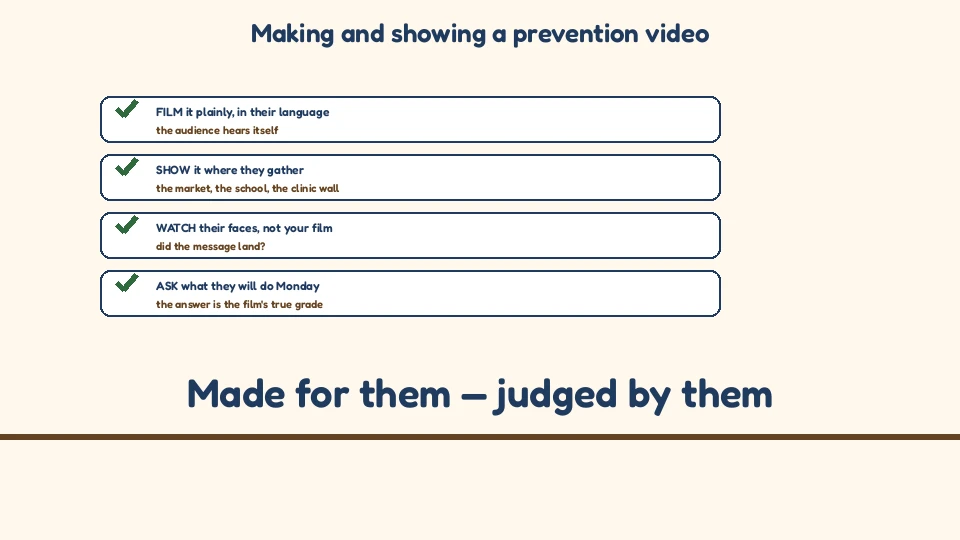 Making and showing a prevention video
FILM it plainly, in their language
the audience hears itself
SHOW it where they gather
the market, the school, the clinic wall
WATCH their faces, not your film
did the message land?
ASK what they will do Monday
the answer is the film's true grade
Made for them — judged by them